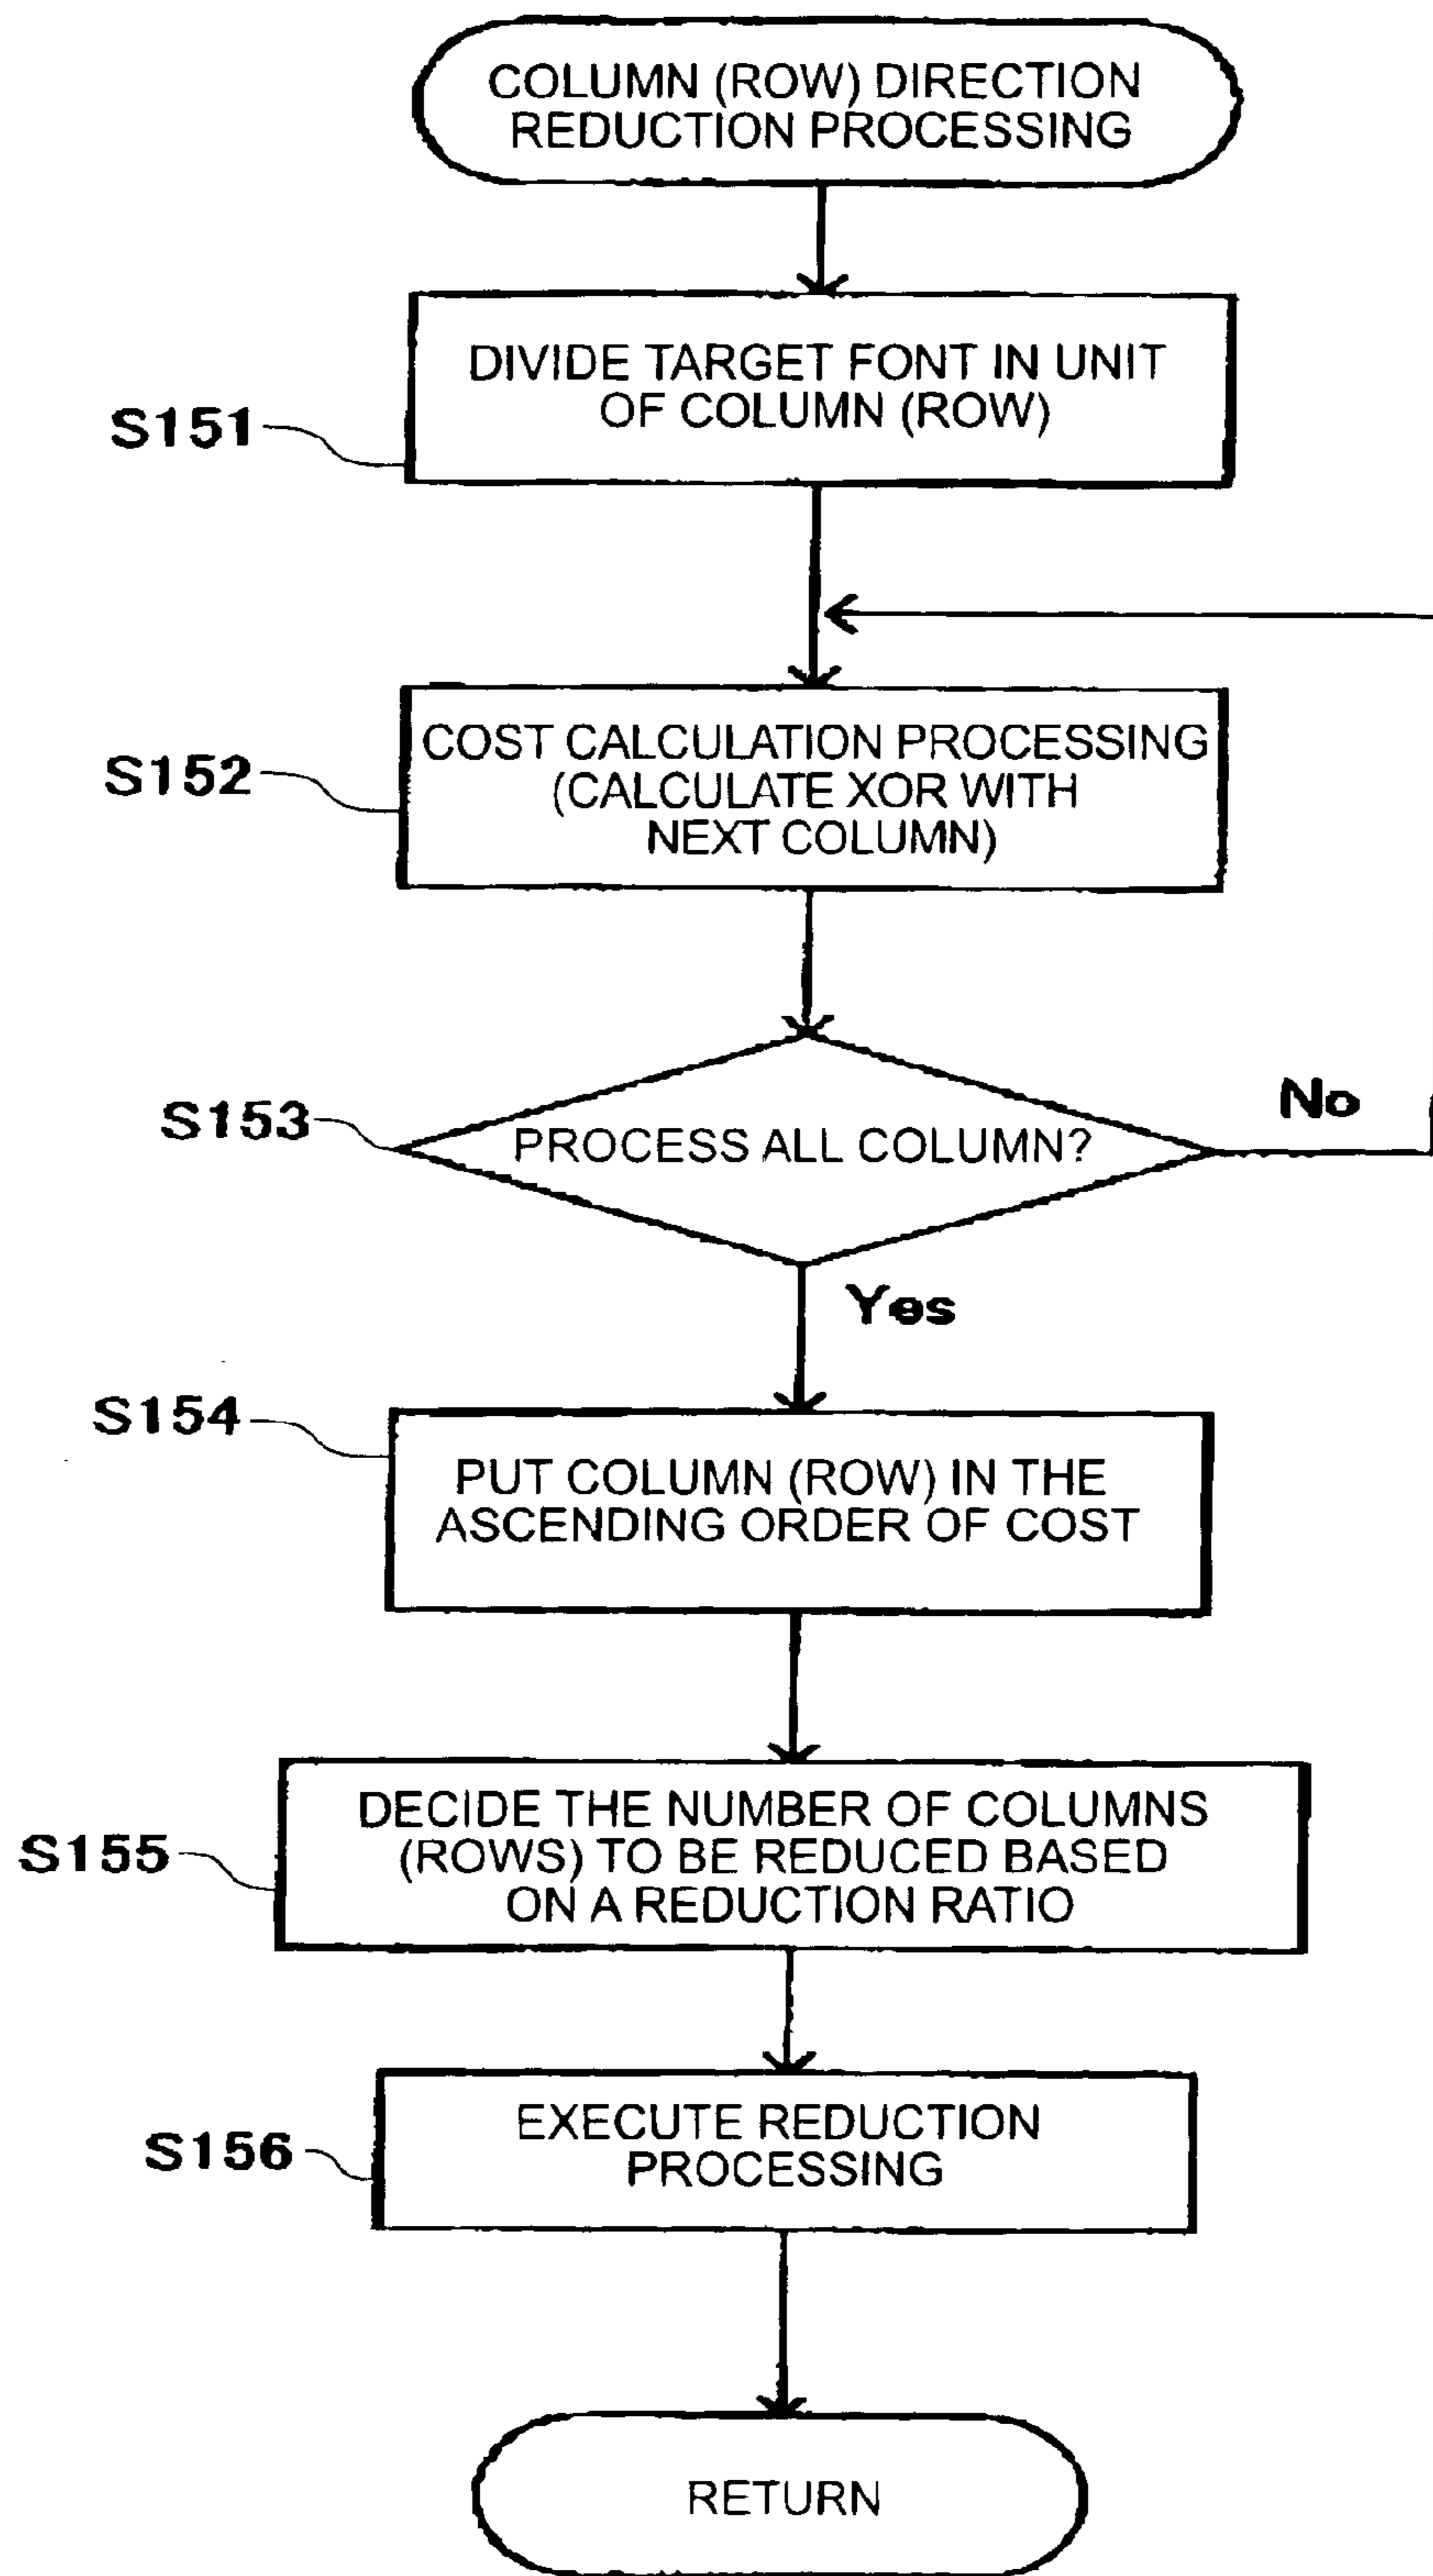 COLUMN (ROW) DIRECTION
REDUCTION PROCESSING
DIVIDE TARGET FONT IN UNIT
OF COLUMN (ROW)
S151
COST CALCULATION PROCESSING
(CALCULATE XOR WITH
NEXT COLUMN)
S152
S153
PROCESS ALL COLUMN?
No
Yes
S154
PUT COLUMN (ROW) IN THE
ASCENDING ORDER OF COST
S155
DECIDE THE NUMBER OF COLUMNS
(ROWS) TO BE REDUCED BASED
ON A REDUCTION RATIO
S156
EXECUTE REDUCTION
PROCESSING
RETURN